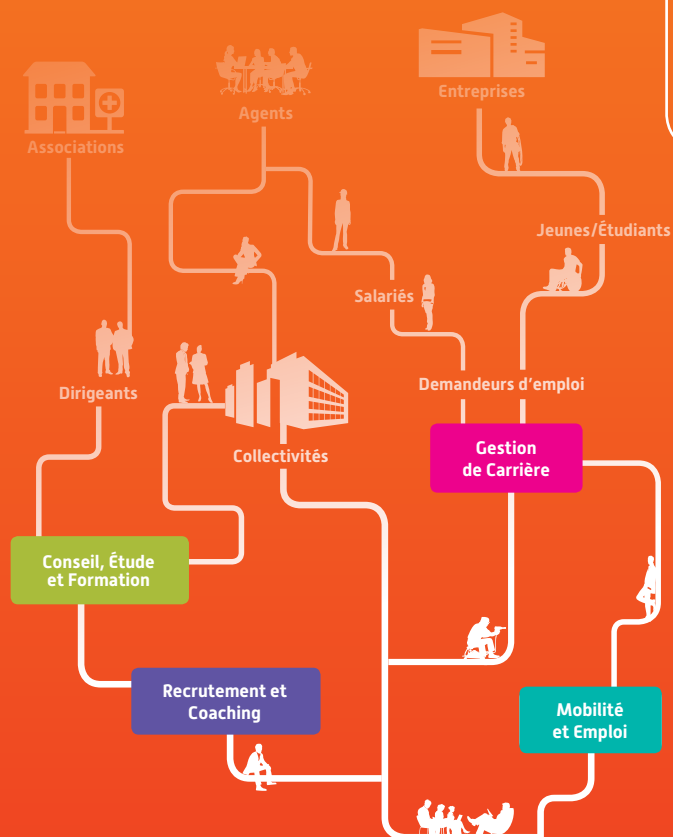 Entreprises
Agents
Associations
Jeunes/Étudiants
Salariés
Demandeurs d'emploi
Dirigeants
Collectivités
Gestion
de Carrière
Conseil, Étude
et Formation
Recrutement et
Coaching
Mobilité
et Emploi